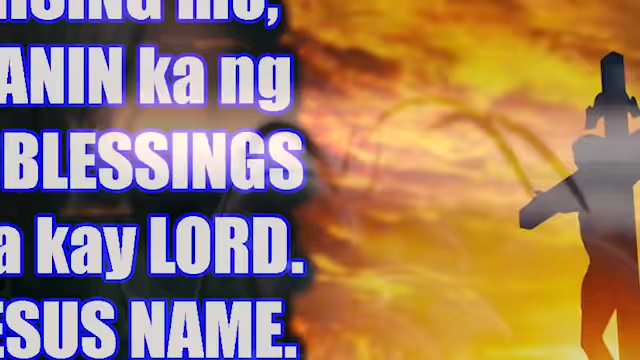 mo,
ANIN ka ng
BLESSINGS
a kay LORD.
ESUS NAME.